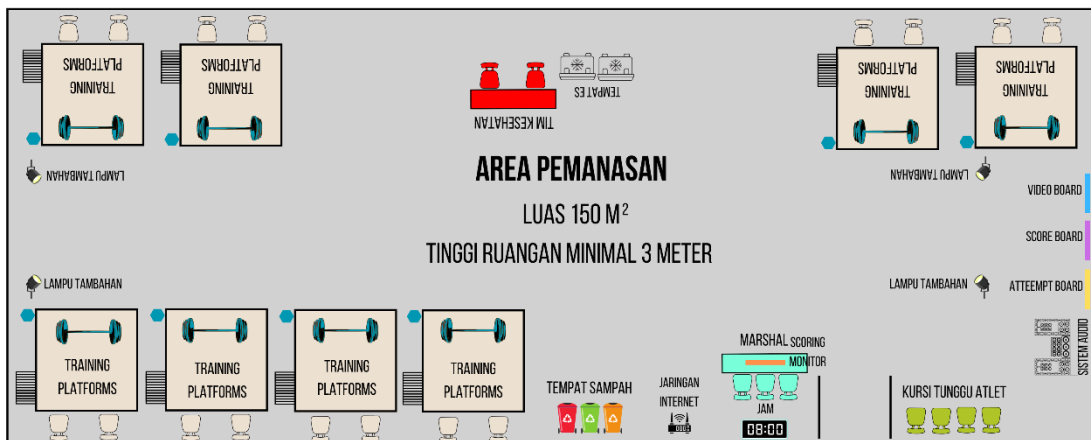 TRAINING
PLATFORMS
TRAINING
PLATFORMS
TIM KESEHATAN
TEMPAT ES
TRAINING
PLATFORMS
TRAINING
PLATFORMS
LAMPU TAMBAHAN
LAMPU TAMBAHAN
AREA PEMANASAN
LUAS 150 M²
TINGGI RUANGAN MINIMAL 3 METER
VIDEO BOARD
SCORE BOARD
ATTEEMPT BOARD
LAMPU TAMBAHAN
LAMPU TAMBAHAN
SISTEM AUDIO
TRAINING
PLATFORMS
TRAINING
PLATFORMS
TRAINING
PLATFORMS
TRAINING
PLATFORMS
TEMPAT SAMPAH
JARINGAN
INTERNET
MARSHAL
SCORING
MONITOR
JAM
08:00
KURSI TUNGGU ATLET